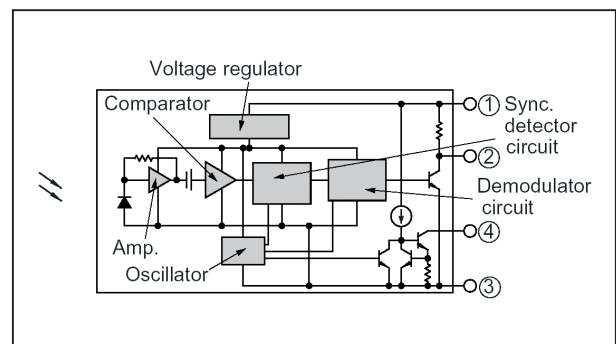 Voltage regulator
Comparator
① Sync.
detector
circuit
②
Demodulator
circuit
Amp.
Oscillator
④
③